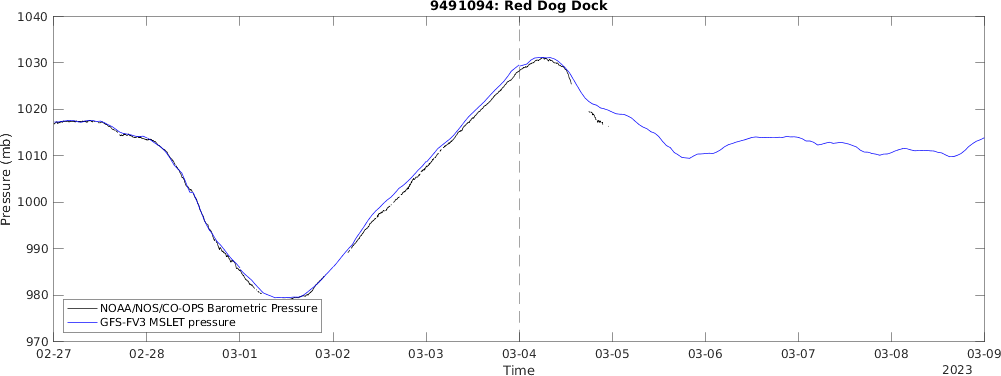 9491094: Red Dog Dock
Pressure (mb)
1040
1030
1020
1010
1000
990
980
970
NOAA/NOS/CO-OPS Barometric Pressure
GFS-FV3 MSLET pressure
02-27 02-28 03-01 03-02 03-03 03-04 03-05 03-06 03-07 03-08 03-09
Time
2023